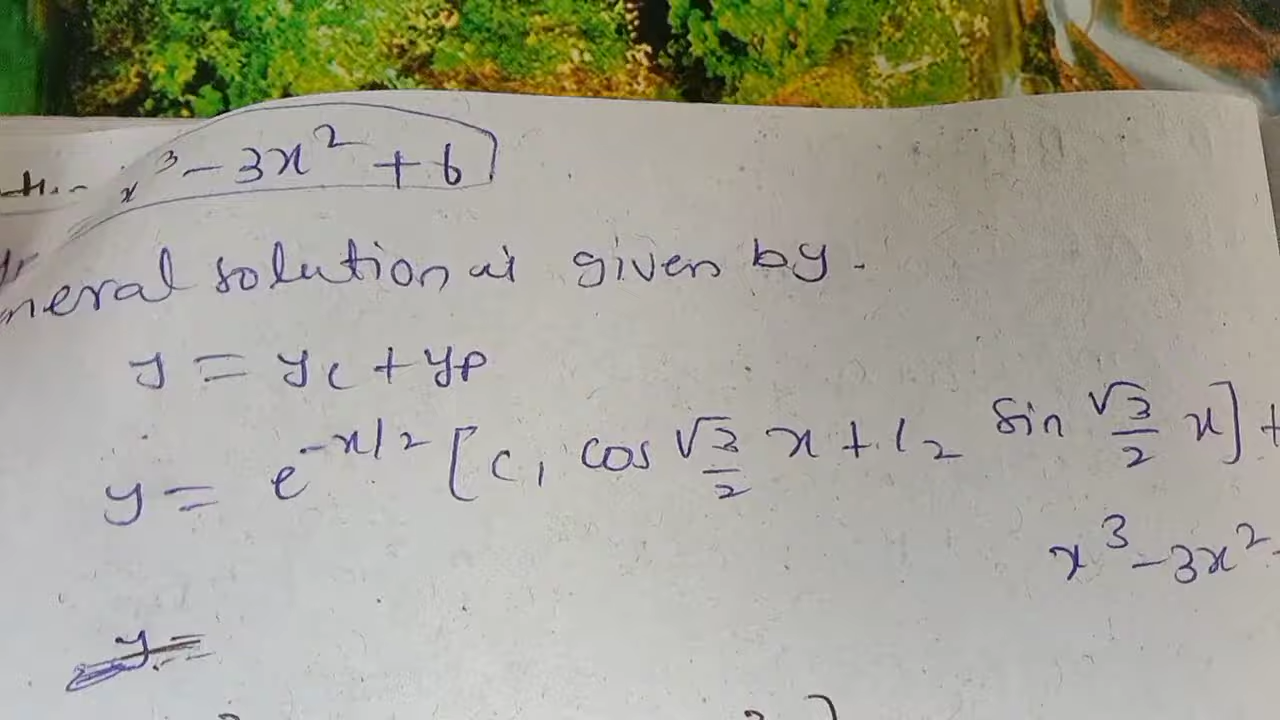 x³ - 3x² + 6
neral solution is given by.
y = yc + yp
y = e^-x/2 [c₁ cos √3/2 x + c₂ sin √3/2 x] +
x³ - 3x² -
y =